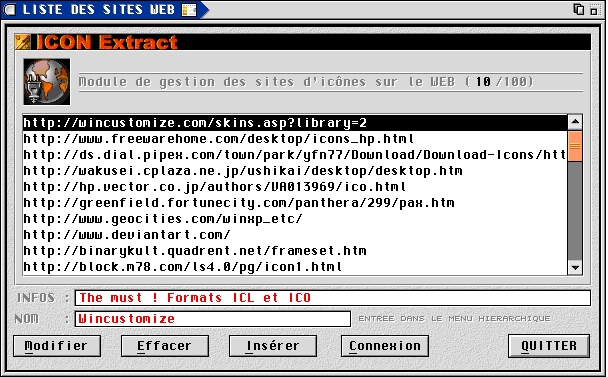 LISTE DES SITES WEB
ICON Extract
Module de gestion des sites d'icônes sur le WEB ( 10 /100)
http://wincustomize.com/skins.asp?library=2
http://www.freewarehome.com/desktop/icons_hp.html
http://ds.dial.pipex.com/town/park/yfn77/Download/Download-Icons/htt
http://wakusei.cplaza.ne.jp/ushikai/desktop/desktop.htm
http://hp.vector.co.jp/authors/VA013969/ico.html
http://greenfield.fortunecity.com/panthera/299/pax.htm
http://www.geocities.com/winxp_etc/
http://www.deviantart.com/
http://binarykult.quadrent.net/frameset.htm
http://block.m78.com/ls4.0/pg/icon1.html
INFOS : The must ! Formats ICL et ICO
NOM : Wincustomize ENTREE DANS LE MENU HIERARCHIQUE
Modifier Effacer Insérer Connexion QUITTER